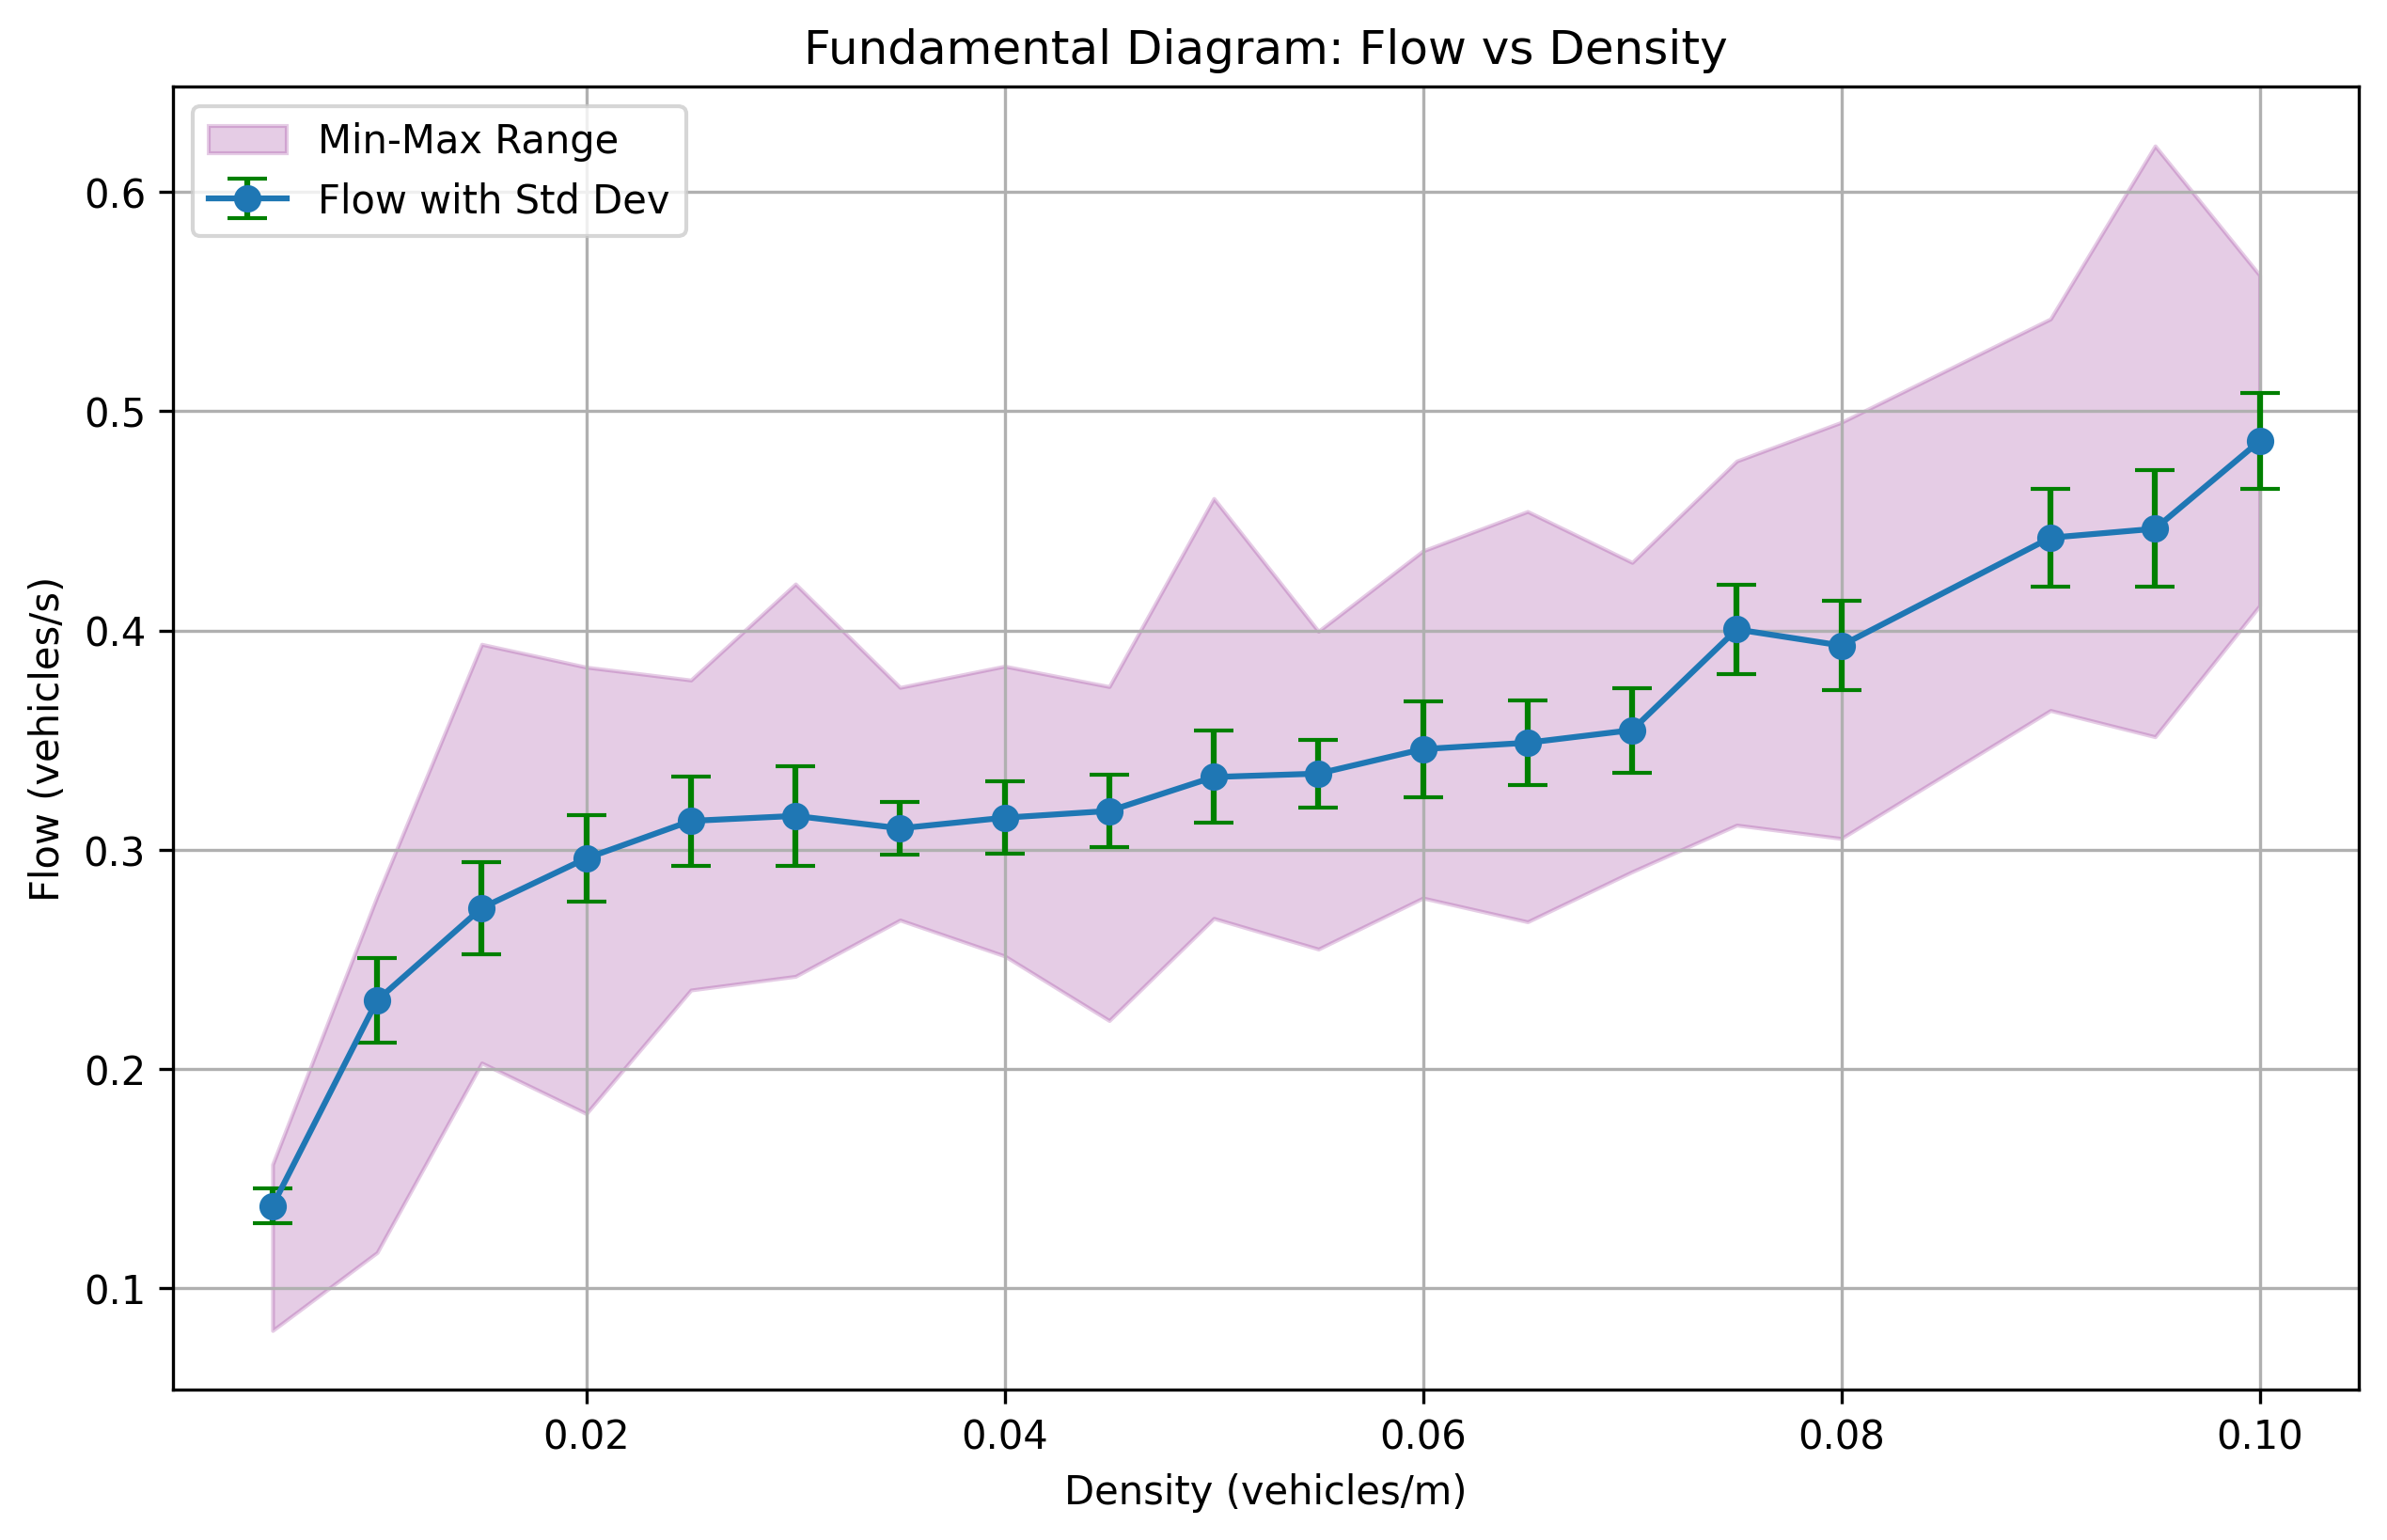 Fundamental Diagram: Flow vs Density
Min-Max Range
Flow with Std Dev
0.6
0.5
0.4
0.3
0.2
0.1
Flow (vehicles/s)
0.02
0.04
0.06
0.08
0.10
Density (vehicles/m)